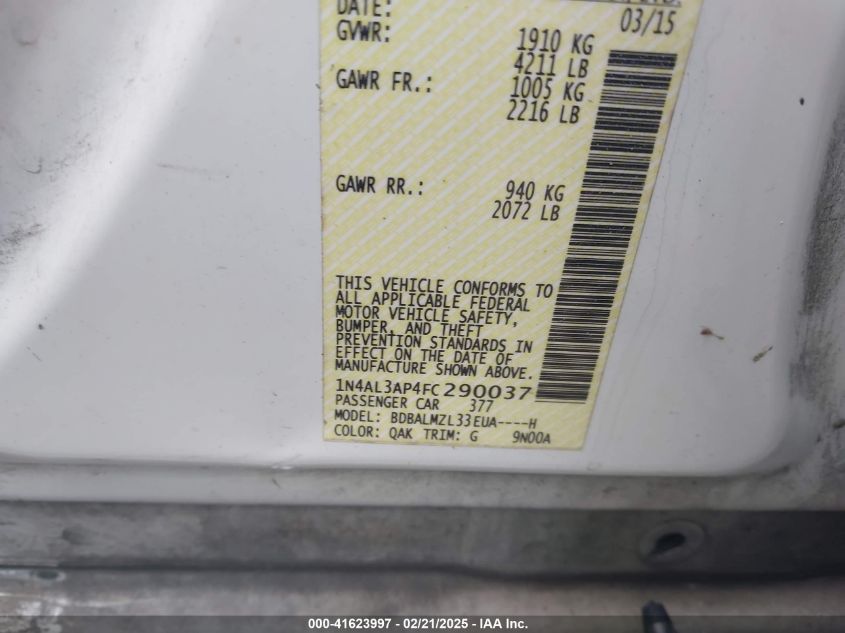 DATE: 03/15
GVWR: 1910 KG
4211 LB
GAWR FR.: 1005 KG
2216 LB
GAWR RR.: 940 KG
2072 LB
THIS VEHICLE CONFORMS TO
ALL APPLICABLE FEDERAL
MOTOR VEHICLE SAFETY,
BUMPER, AND THEFT
PREVENTION STANDARDS IN
EFFECT ON THE DATE OF
MANUFACTURE SHOWN ABOVE.
1N4AL3AP4FC290037
PASSENGER CAR 377
MODEL: BDBALMZL33EUA----H
COLOR: QAK TRIM: G 9N00A
000-41623997 - 02/21/2025 - IAA Inc.